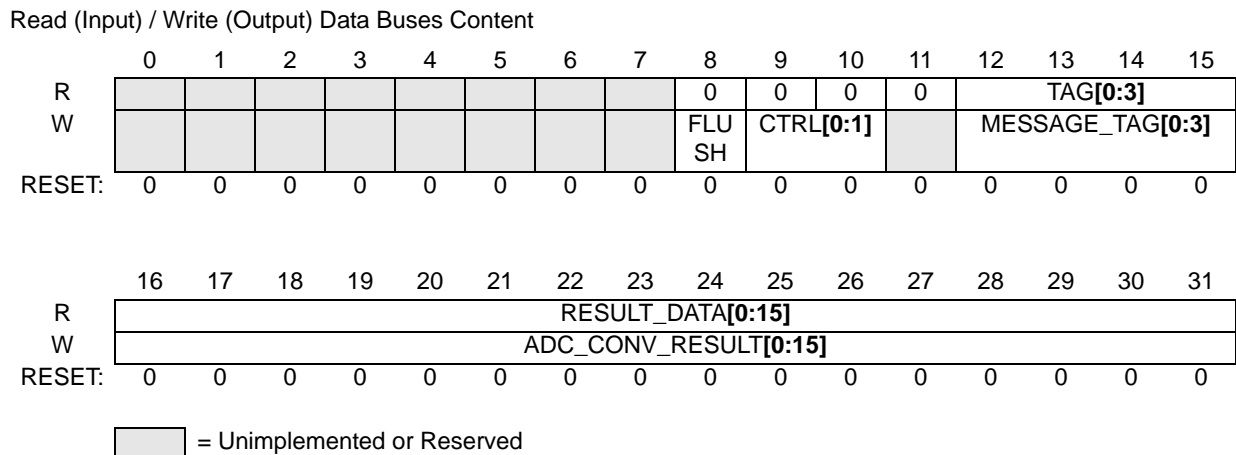 Read (Input) / Write (Output) Data Buses Content
0 1 2 3 4 5 6 7 8 9 10 11 12 13 14 15
R 0 0 0 0 TAG[0:3]
W FLU CTRL[0:1] MESSAGE_TAG[0:3]
SH
RESET: 0 0 0 0 0 0 0 0 0 0 0 0 0 0 0 0
16 17 18 19 20 21 22 23 24 25 26 27 28 29 30 31
R RESULT_DATA[0:15]
W ADC_CONV_RESULT[0:15]
RESET: 0 0 0 0 0 0 0 0 0 0 0 0 0 0 0 0
= Unimplemented or Reserved